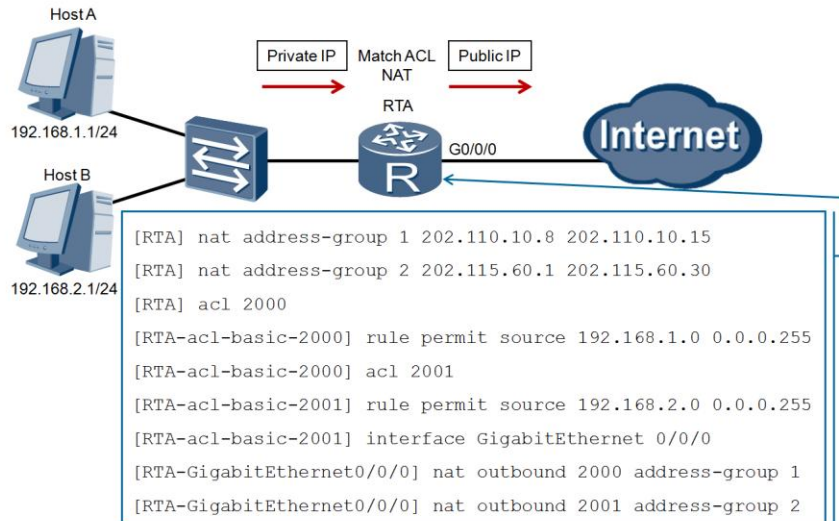 Host A
Private IP
Match ACL
NAT
Public IP
RTA
192.168.1.1/24
G0/0/0
Internet
R
Host B
192.168.2.1/24
[RTA] nat address-group 1 202.110.10.8 202.110.10.15
[RTA] nat address-group 2 202.115.60.1 202.115.60.30
[RTA] acl 2000
[RTA-acl-basic-2000] rule permit source 192.168.1.0 0.0.0.255
[RTA-acl-basic-2000] acl 2001
[RTA-acl-basic-2001] rule permit source 192.168.2.0 0.0.0.255
[RTA-acl-basic-2001] interface GigabitEthernet 0/0/0
[RTA-GigabitEthernet0/0/0] nat outbound 2000 address-group 1
[RTA-GigabitEthernet0/0/0] nat outbound 2001 address-group 2